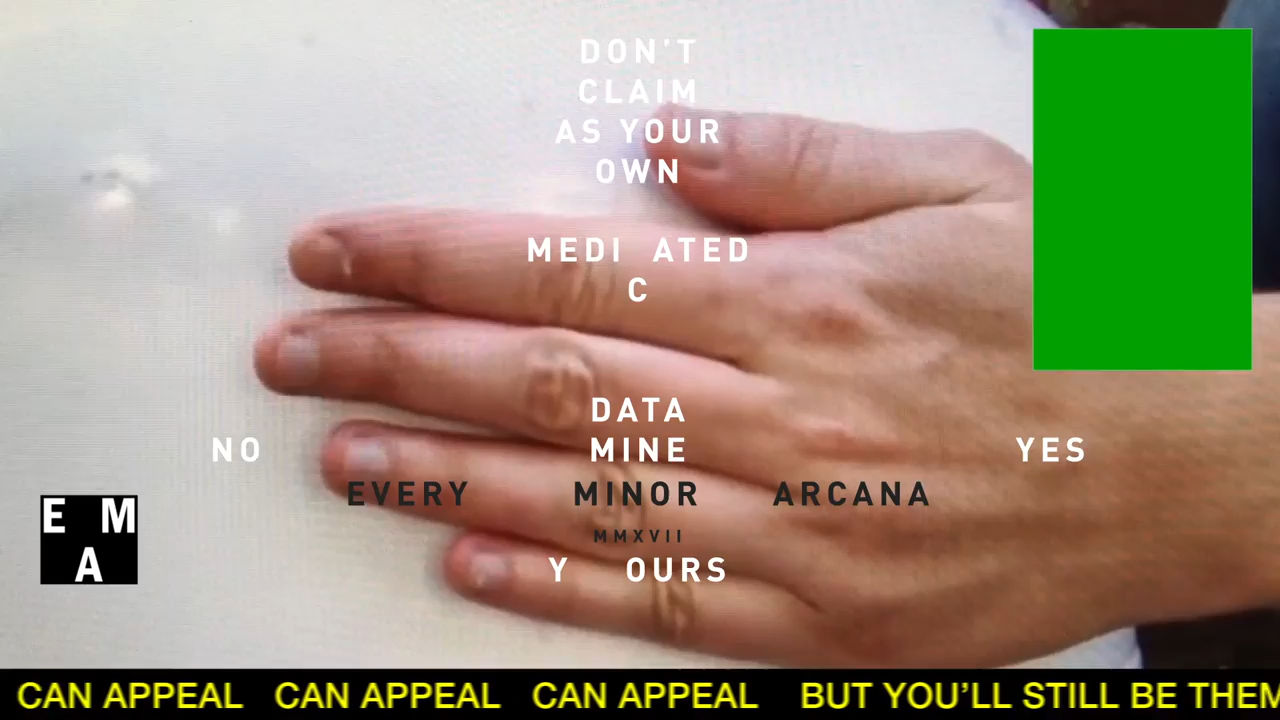 DON'T
CLAIM
AS YOUR
OWN
MEDI ATED
C
DATA
NO MINE YES
EVERY MINOR ARCANA
MMXVII
Y OURS
E M
A
CAN APPEAL CAN APPEAL CAN APPEAL BUT YOU’LL STILL BE THEM